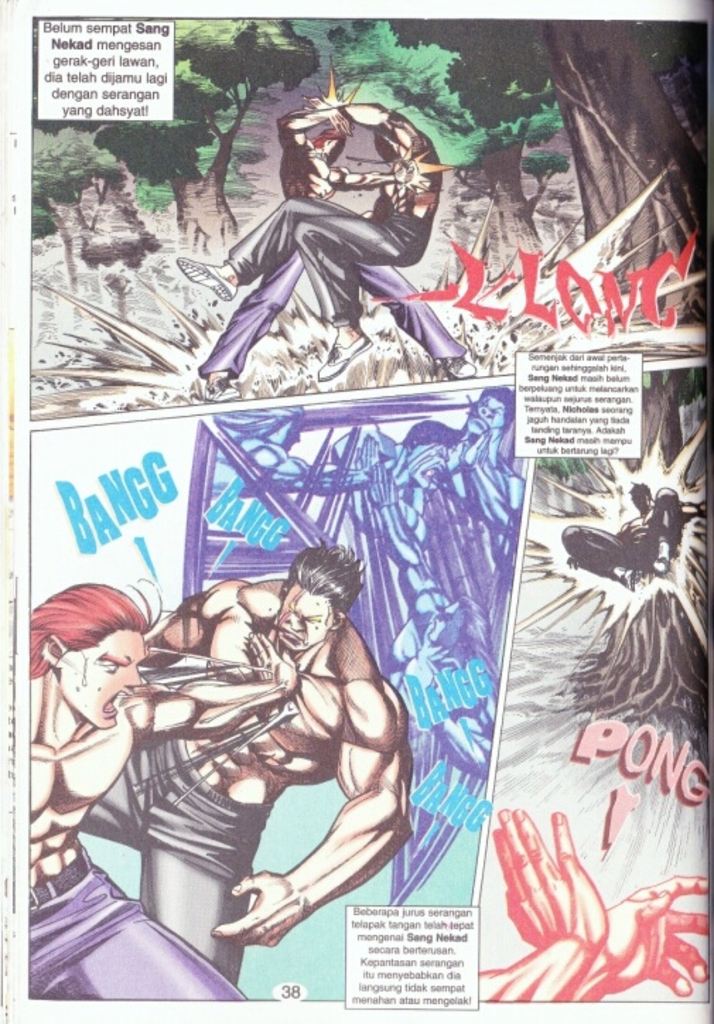 Belum sempat Sang
Nekad mengesan
gerak-geri lawan,
dia telah dijamu lagi
dengan serangan
yang dahsyat!
KLONG
Semenjak dari awal perta-
rungan sehinggalah kini,
Sang Nekad masih belum
berpeluang untuk melancarkan
walaupun sejurus serangan.
Ternyata, Nicholas seorang
jaguh handalan yang tiada
tanding taranya. Adakah
Sang Nekad masih mampu
untuk bertarung lagi?
BANGG
!
BANGG
!
BANGG
!
BANGG
!
PONG
!
Beberapa jurus serangan
telapak tangan telah tepat
mengenai Sang Nekad
secara berterusan.
Kepantasan serangan
itu menyebabkan dia
langsung tidak sempat
menahan atau mengelak!
38